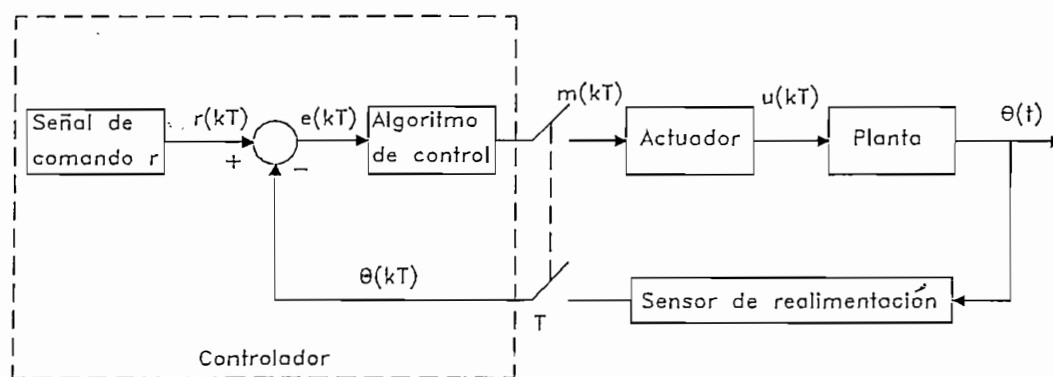 Señal de
comando r
r(kT)
+
−
e(kT)
Algoritmo
de control
m(kT)
Actuador
u(kT)
Planta
θ(t)
θ(kT)
T
Sensor de realimentación
Controlador